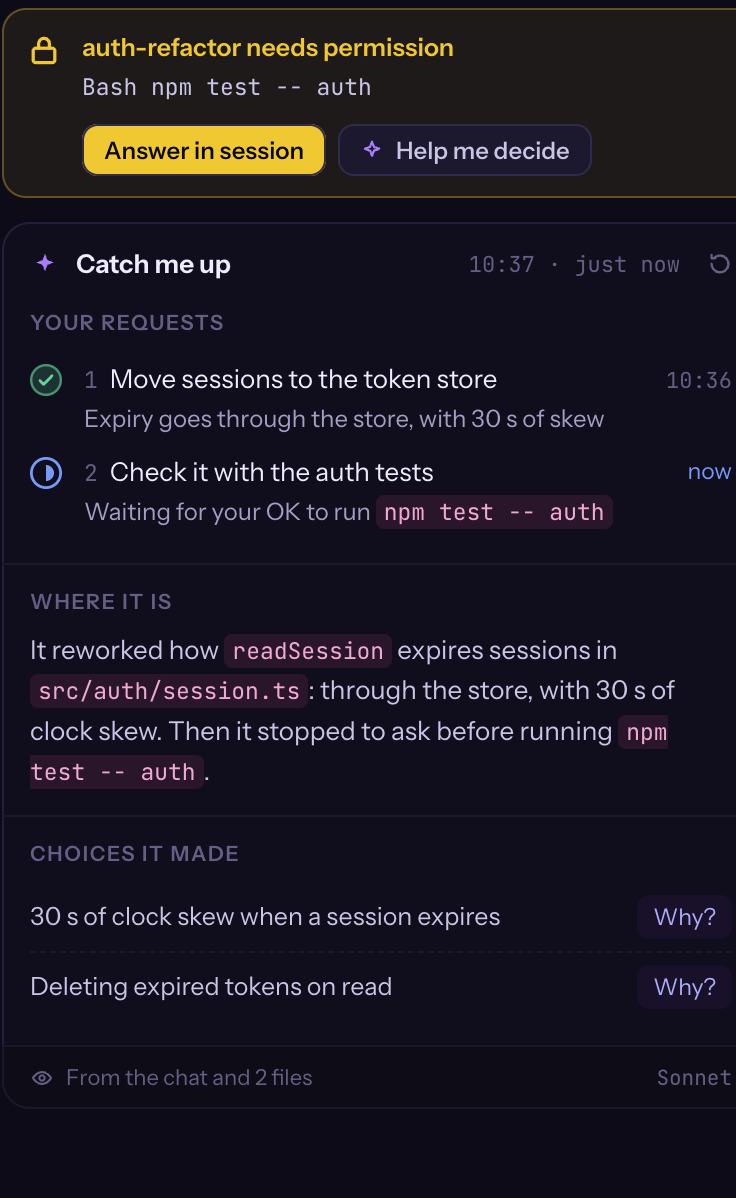 auth-refactor needs permission
Bash npm test -- auth
Answer in session
Help me decide
Catch me up
10:37 · just now
YOUR REQUESTS
1 Move sessions to the token store
10:36
Expiry goes through the store, with 30 s of skew
2 Check it with the auth tests
now
Waiting for your OK to run npm test -- auth
WHERE IT IS
It reworked how readSession expires sessions in
src/auth/session.ts: through the store, with 30 s of
clock skew. Then it stopped to ask before running npm
test -- auth.
CHOICES IT MADE
30 s of clock skew when a session expires
Why?
Deleting expired tokens on read
Why?
From the chat and 2 files
Sonnet